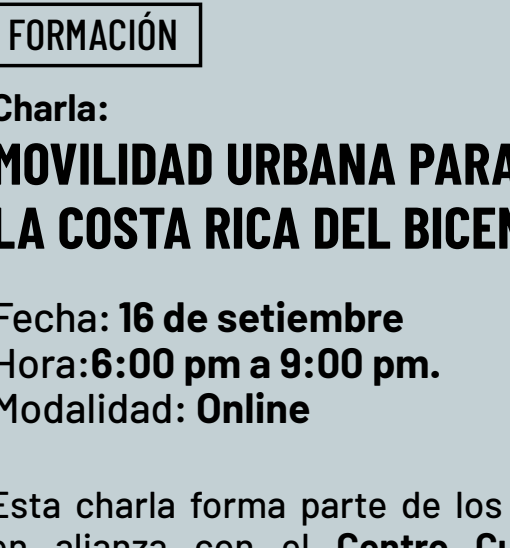 FORMACIÓN
Charla:
MOVILIDAD URBANA PARA
LA COSTA RICA DEL
Fecha: 16 de setiembre
Hora:6:00 pm a 9:00 pm.
Modalidad: Online
Esta charla forma parte de los
en alianza con el Centro